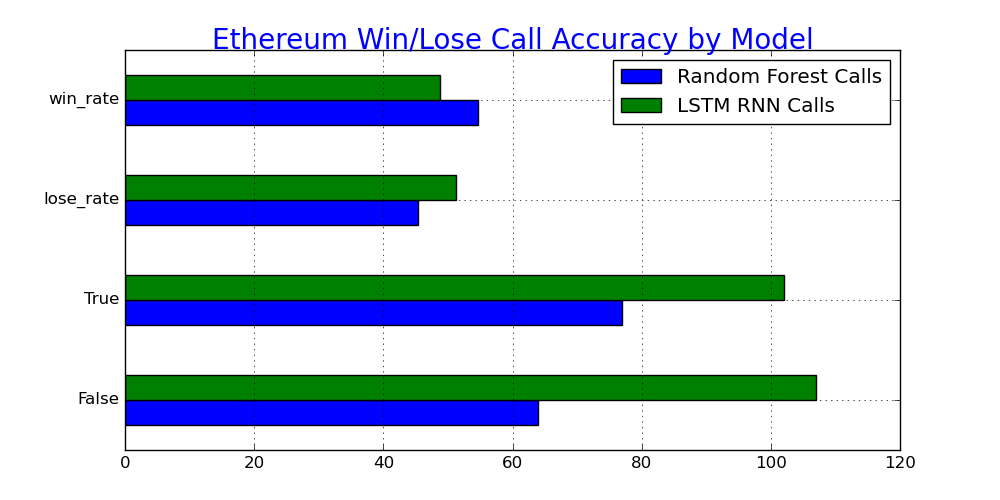 Ethereum Win/Lose Call Accuracy by Model
Random Forest Calls
LSTM RNN Calls
win_rate
lose_rate
True
False
0 20 40 60 80 100 120